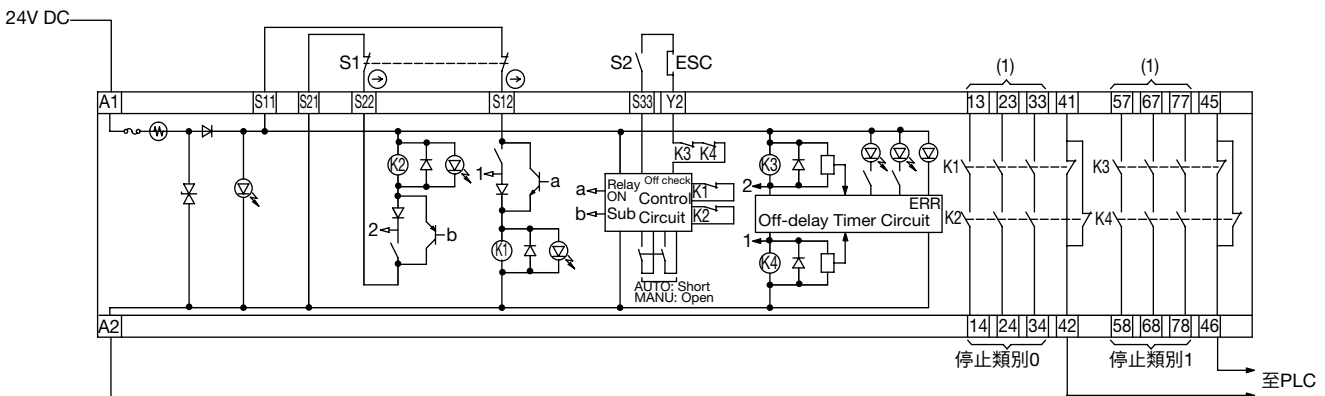 24V DC
(1) (1)
S1 S2 ESC
A1 S11 S21 S22 S12 S33 Y2 13 23 33 41 57 67 77 45
K3 K4
K2 1 a K3 K1 K3
2
a Relay ON Off check Control K1
b Sub Circuit K2
ERR
2 b Off-delay Timer Circuit K2 K4
K1 1
K4
AUTO: Short
MANU: Open
A2 14 24 34 42 58 68 78 46
停止類別0 停止類別1
至PLC